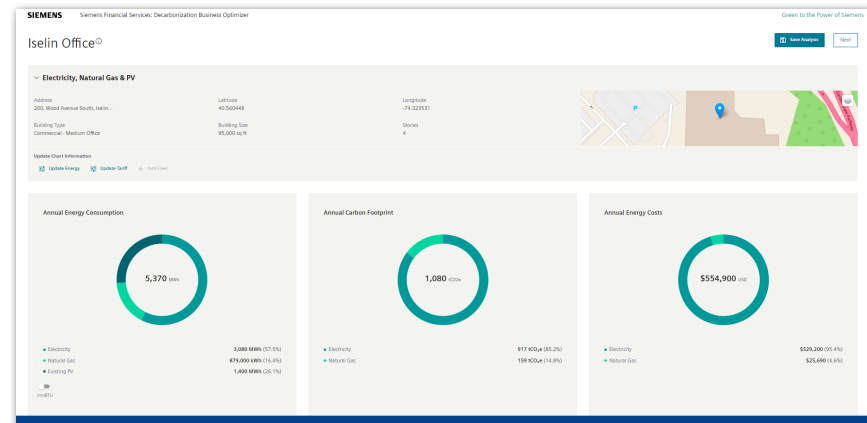 SIEMENS Siemens Financial Services: Decarbonization Business Optimizer
Green to the Power of Siemens
Iselin Office
Save Analysis
Next
Electricity, Natural Gas & PV
Address
200, Wood Avenue South, Iselin...
Latitude
40.560448
Longitude
-74.323531
Building Type
Commercial - Medium Office
Building Size
95,000 sq ft
Stories
4
Update Chart Information
Update Energy Update Tariff + Add Fleet
Annual Energy Consumption
5,370 MWh
Electricity 3,080 MWh (57.5%)
Natural Gas 879,000 kWh (16.4%)
Existing PV 1,400 MWh (26.1%)
mmBTU
Annual Carbon Footprint
1,080 tCO2e
Electricity 917 tCO₂e (85.2%)
Natural Gas 159 tCO₂e (14.8%)
Annual Energy Costs
$554,900 USD
Electricity $529,200 (95.4%)
Natural Gas $25,690 (4.6%)